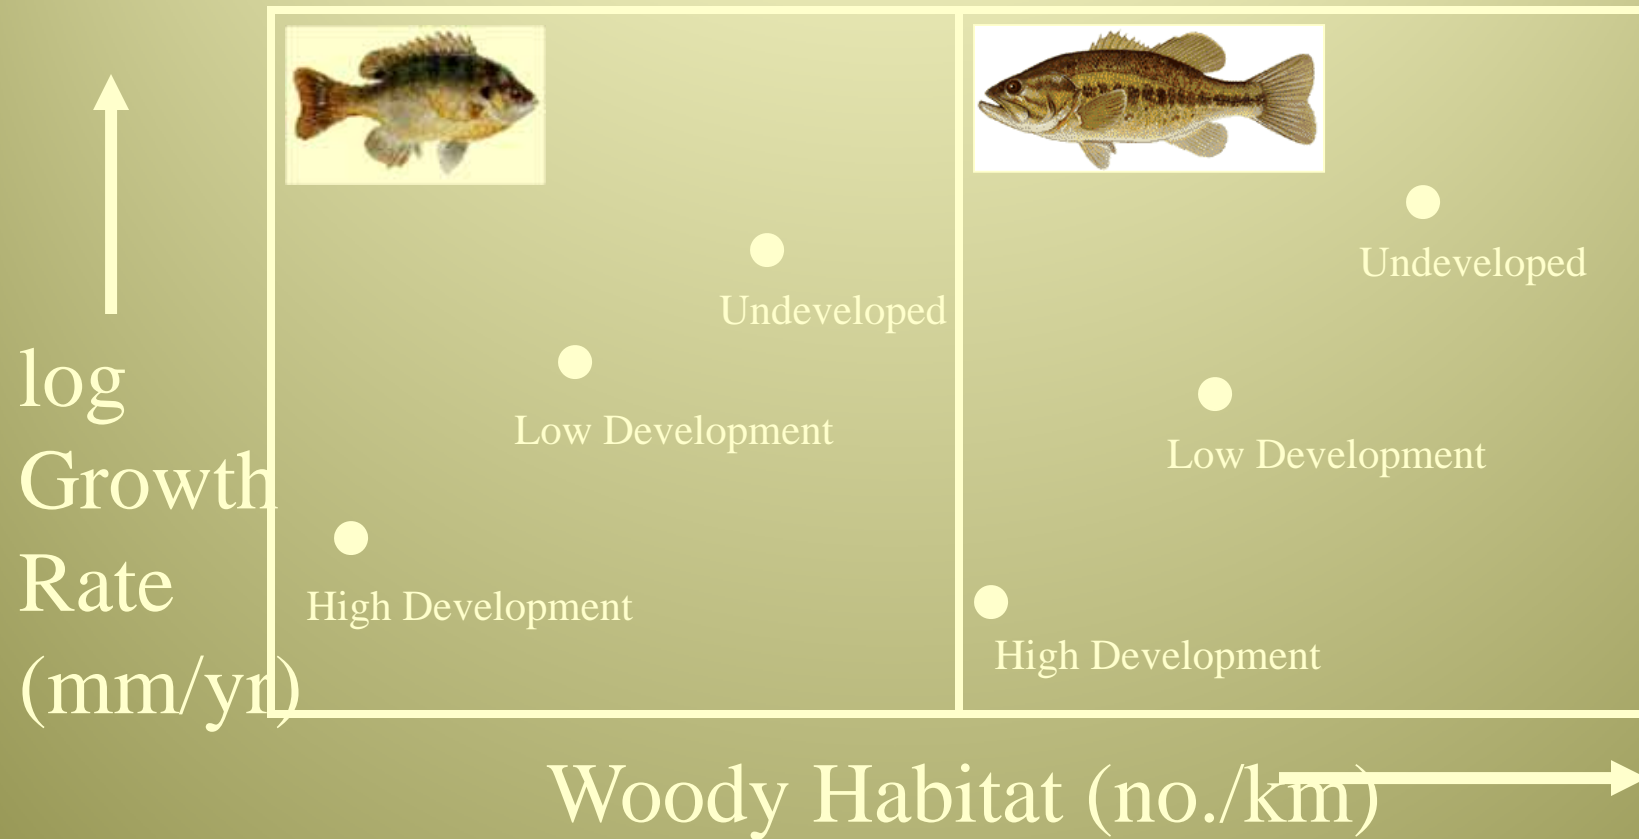 log
Growth
Rate
(mm/yr)
Undeveloped
Low Development
High Development
Undeveloped
Low Development
High Development
Woody Habitat (no./km)